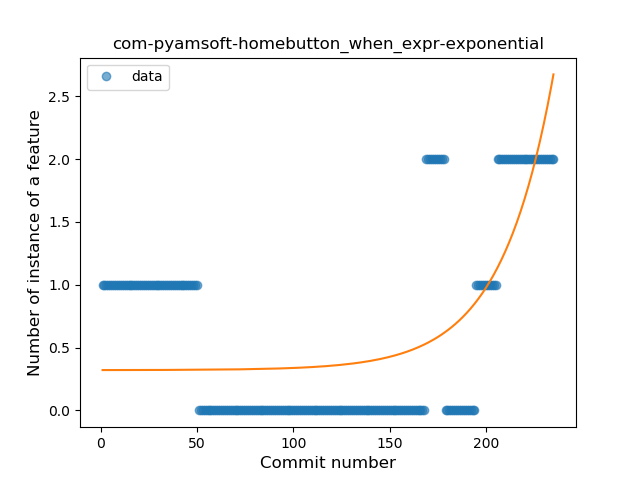 com-pyamsoft-homebutton_when_expr-exponential
data
Number of instance of a feature
2.5
2.0
1.5
1.0
0.5
0.0
0 50 100 150 200
Commit number